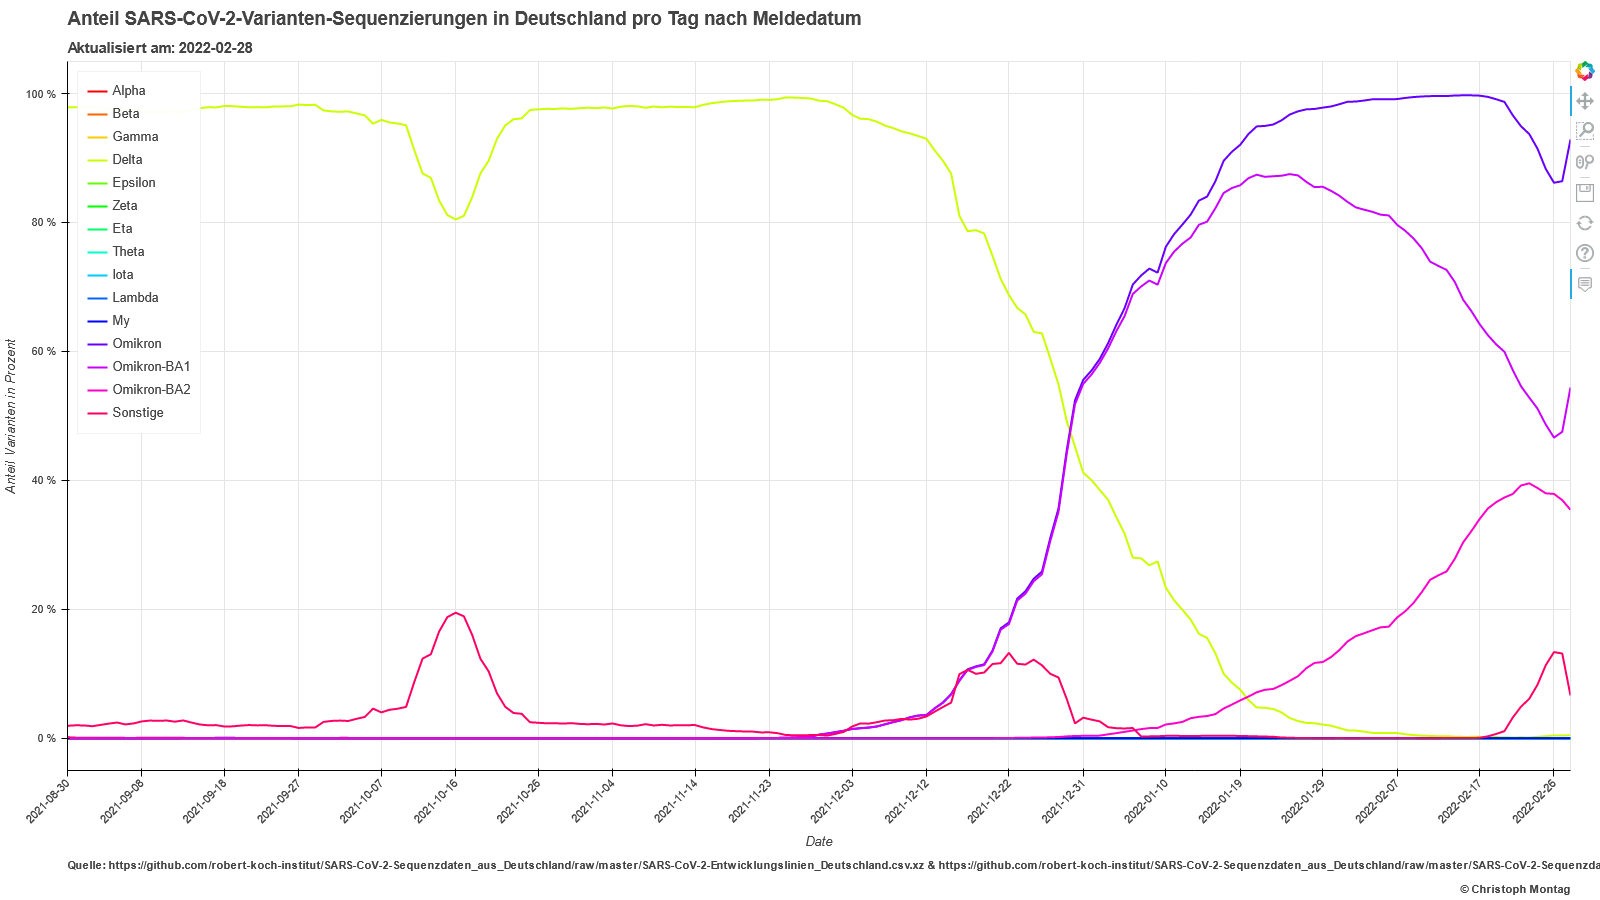 Anteil SARS-CoV-2-Varianten-Sequenzierungen in Deutschland pro Tag nach Meldedatum
Aktualisiert am: 2022-02-28
Alpha
Beta
Gamma
Delta
Epsilon
Zeta
Eta
Theta
Iota
Lambda
My
Omikron
Omikron-BA1
Omikron-BA2
Sonstige
100 %
80 %
60 %
40 %
20 %
0 %
Anteil Varianten in Prozent
2021-08-30
2021-09-08
2021-09-18
2021-09-27
2021-10-07
2021-10-16
2021-10-26
2021-11-04
2021-11-14
2021-11-23
2021-12-03
2021-12-12
2021-12-22
2021-12-31
2022-01-10
2022-01-19
2022-01-29
2022-02-07
2022-02-17
2022-02-26
Date
Quelle: https://github.com/robert-koch-institut/SARS-CoV-2-Sequenzdaten_aus_Deutschland/raw/master/SARS-CoV-2-Entwicklungslinien_Deutschland.csv.xz & https://github.com/robert-koch-institut/SARS-CoV-2-Sequenzdaten_aus_Deutschland/raw/master/SARS-CoV-2-Sequenzda
© Christoph Montag